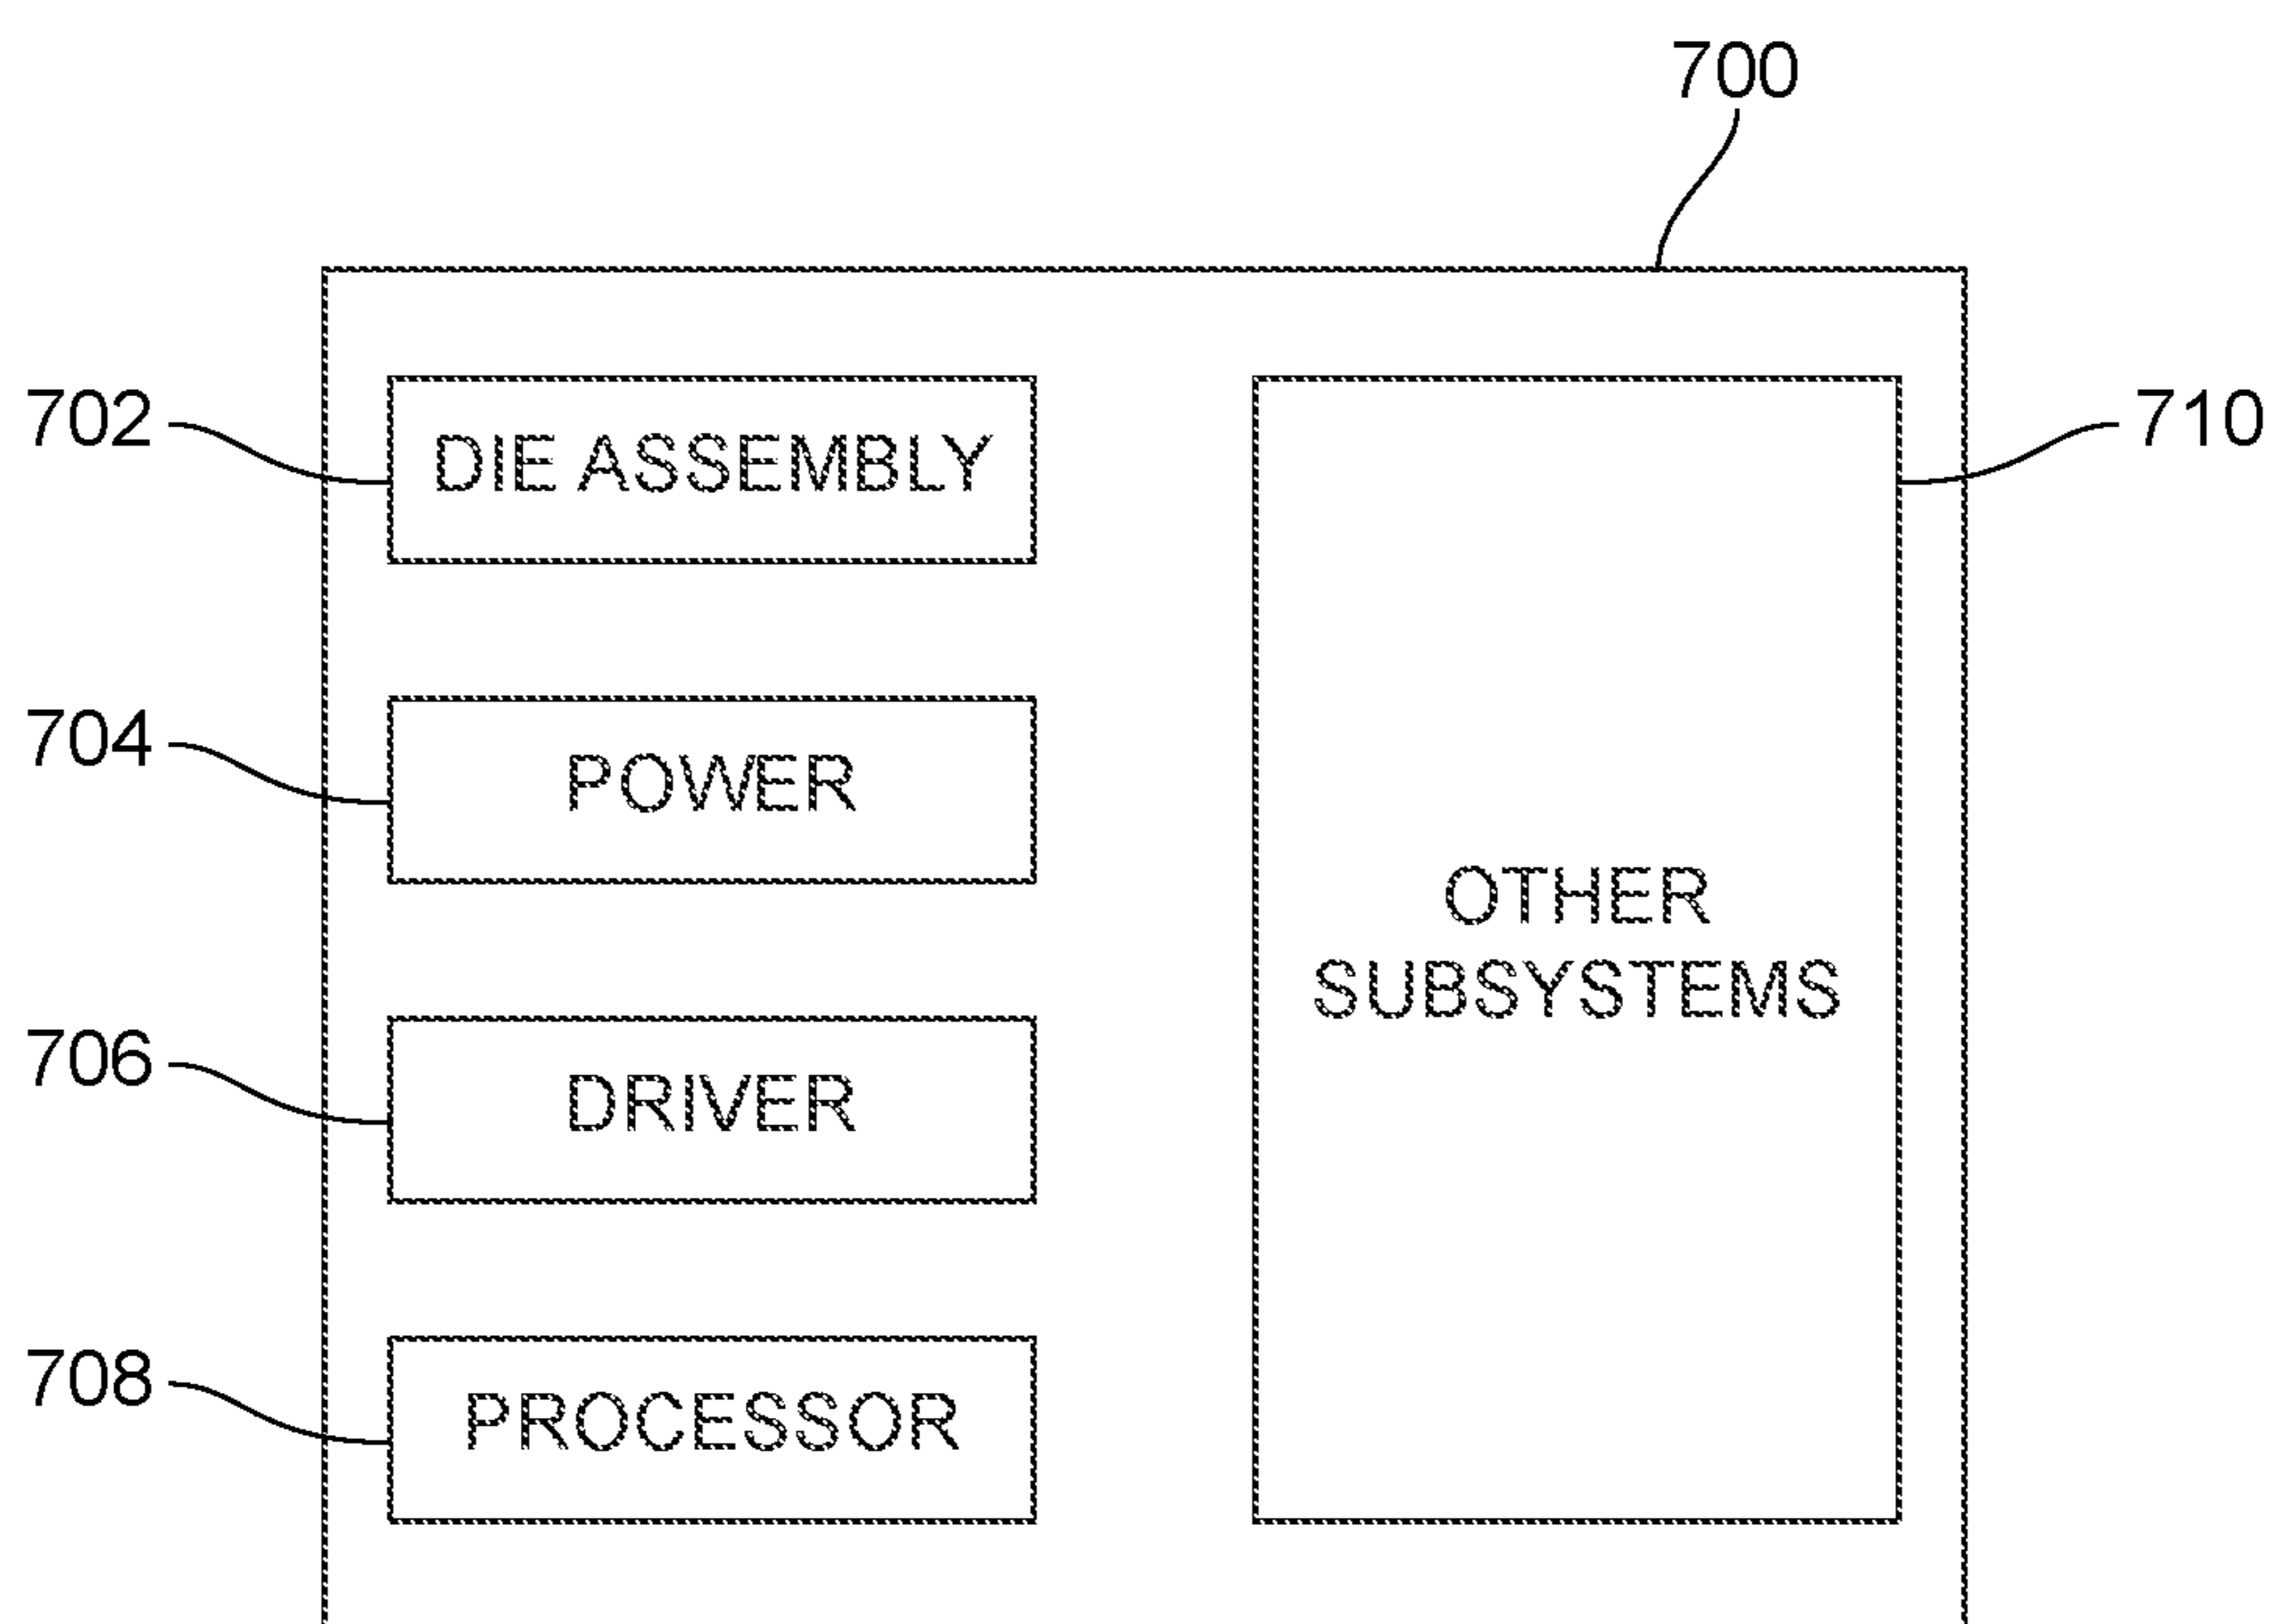 700
702
DIE ASSEMBLY
710
704
POWER
OTHER
SUBSYSTEMS
706
DRIVER
708
PROCESSOR